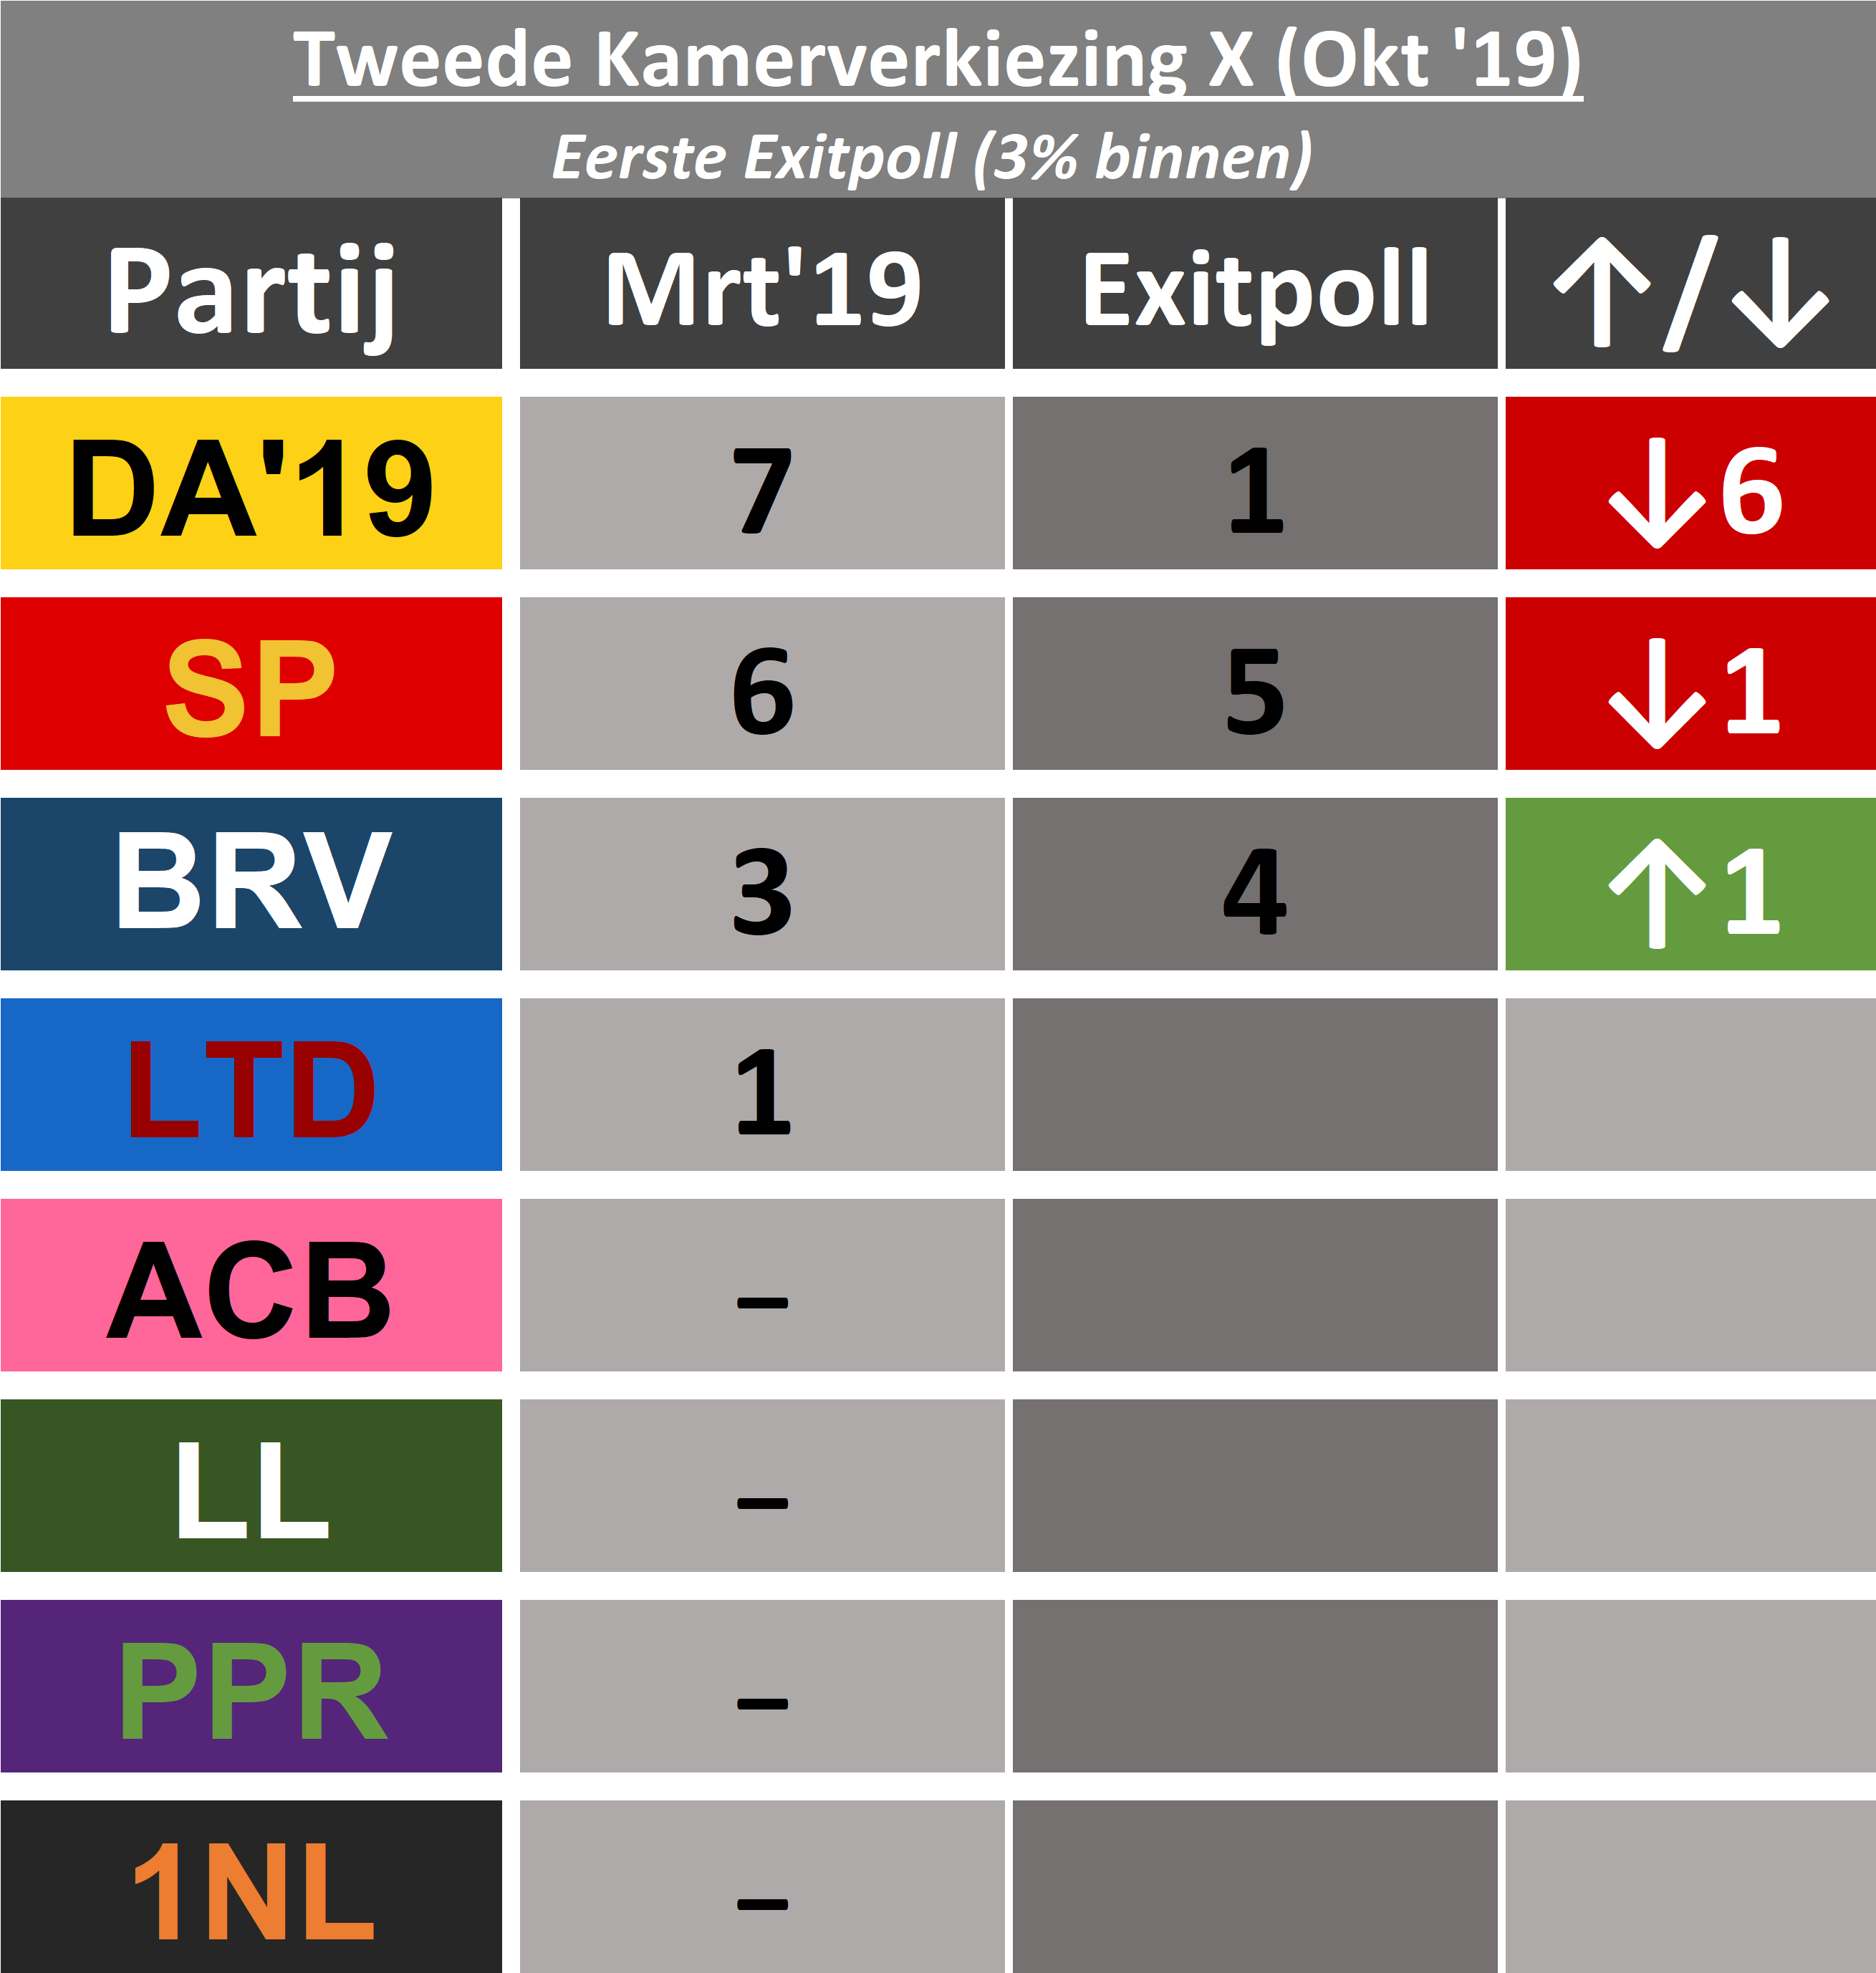 Tweede Kamerverkiezing X (Okt '19)
Eerste Exitpoll (3% binnen)
Partij Mrt'19 Exitpoll ↑/↓
DA'19 7 1 ↓6
SP 6 5 ↓1
BRV 3 4 ↑1
LTD 1
ACB –
LL –
PPR –
1NL –